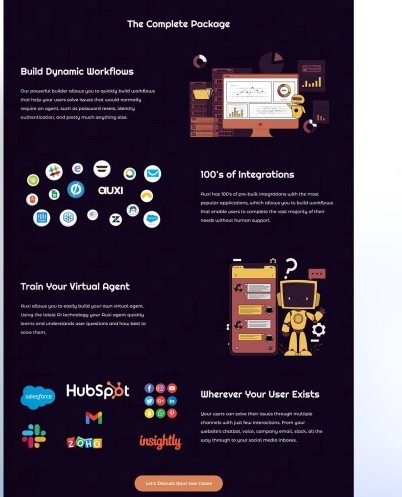 The Complete Package
Build Dynamic Workflows
Our powerful builder allows you to quickly build workflows
that help your users solve issues that would normally
require an agent, such as password resets, identity
authentication, and pretty much anything else.
auxi
100's of Integrations
Auxi has 100's of pre-built integrations with the most
popular applications, which allows you to build workflows
that enable users to complete the vast majority of their
needs without human support.
Train Your Virtual Agent
Auxi allows you to easily build your own virtual agent.
Using the latest AI technology your Auxi agent quickly
learns and understands user questions and how best to
solve them.
salesforce
HubSpot
ZOHO
insightly
Wherever Your User Exists
Your users can solve their issues through multiple
channels with just few interactions. From your
websites chatbot, voice, company email, slack, all the
way through to your social media inboxes.
Let's Discuss Your Use Cases